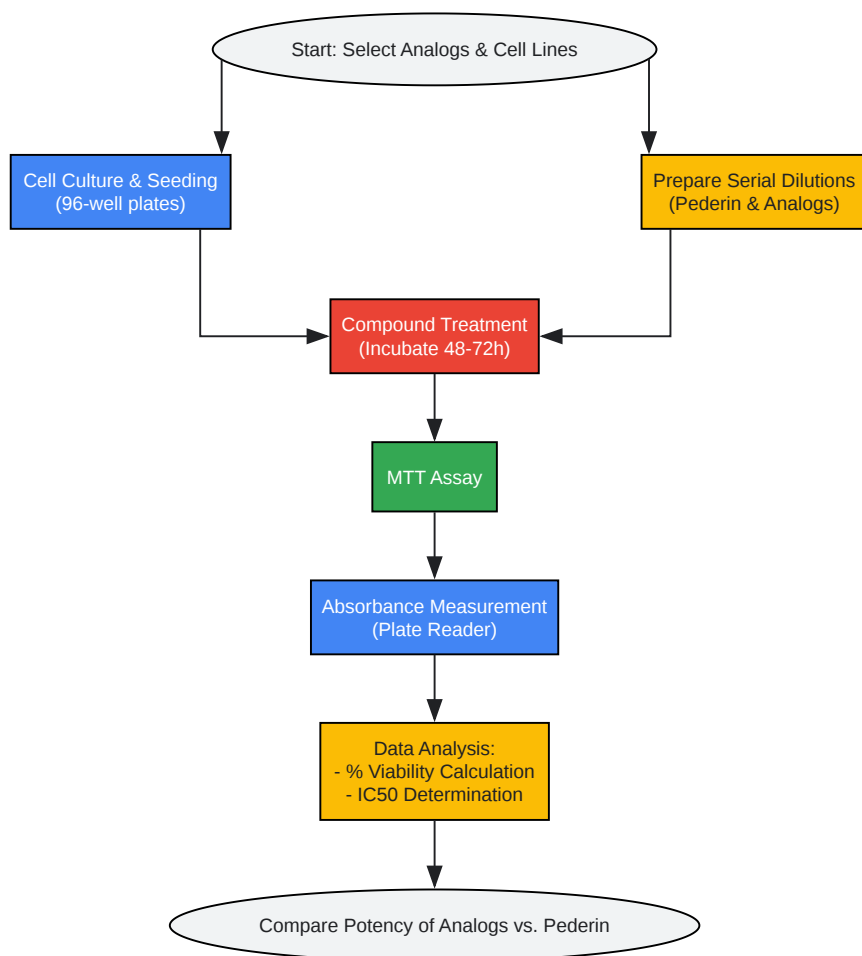 Start: Select Analogs & Cell Lines
Cell Culture & Seeding
(96-well plates)
Prepare Serial Dilutions
(Pederin & Analogs)
Compound Treatment
(Incubate 48-72h)
MTT Assay
Absorbance Measurement
(Plate Reader)
Data Analysis:
- % Viability Calculation
- IC50 Determination
Compare Potency of Analogs vs. Pederin